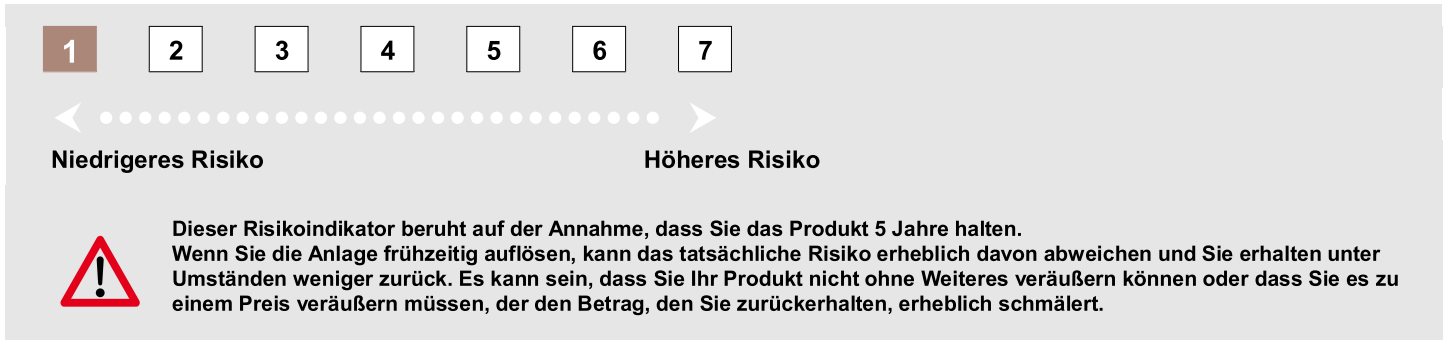 1 2 3 4 5 6 7
Niedrigeres Risiko Höheres Risiko
Dieser Risikoindikator beruht auf der Annahme, dass Sie das Produkt 5 Jahre halten.
Wenn Sie die Anlage frühzeitig auflösen, kann das tatsächliche Risiko erheblich davon abweichen und Sie erhalten unter
Umständen weniger zurück. Es kann sein, dass Sie Ihr Produkt nicht ohne Weiteres veräußern können oder dass Sie es zu
einem Preis veräußern müssen, der den Betrag, den Sie zurückerhalten, erheblich schmälert.